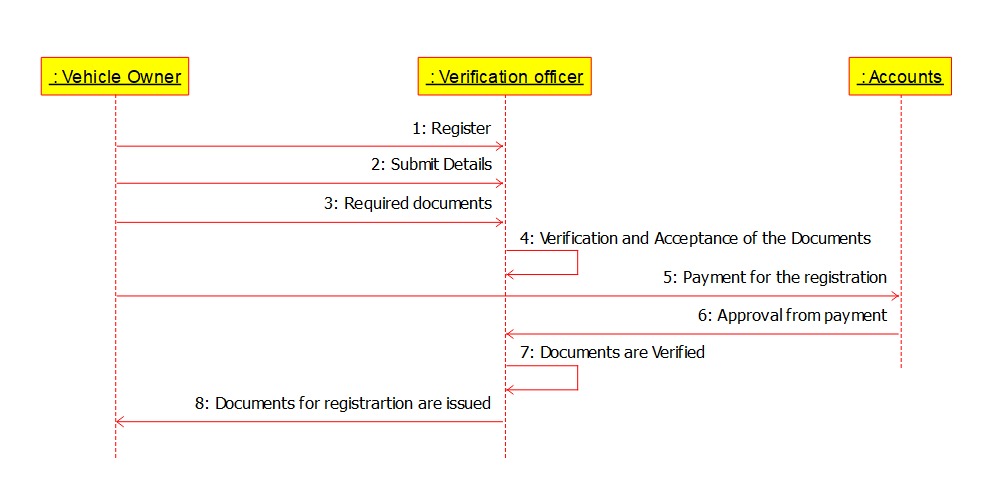 : Vehicle Owner
: Verification officer
: Accounts
1: Register
2: Submit Details
3: Required documents
4: Verification and Acceptance of the Documents
5: Payment for the registration
6: Approval from payment
7: Documents are Verified
8: Documents for registrartion are issued